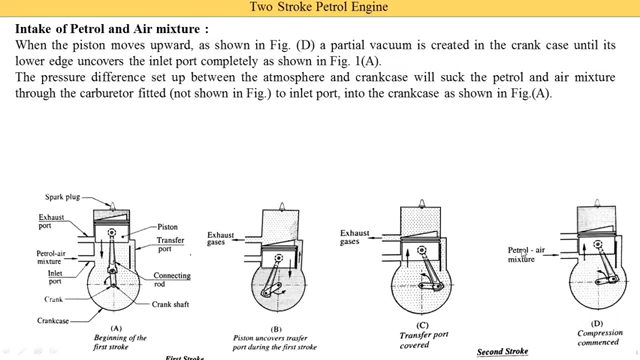 Two Stroke Petrol Engine
Intake of Petrol and Air mixture :
When the piston moves upward, as shown in Fig. (D) a partial vacuum is created in the crank case until its
lower edge uncovers the inlet port completely as shown in Fig. 1(A).
The pressure difference set up between the atmosphere and crankcase will suck the petrol and air mixture
through the carburetor fitted (not shown in Fig.) to inlet port, into the crankcase as shown in Fig.(A).
Spark plug
Exhaust
port
Petrol-air
mixture
Inlet
port
Crank
Crankcase
Piston
Transfer
port
Connecting
rod
Crank shaft
(A)
Beginning of the
first stroke
Exhaust
gases
(B)
Piston uncovers trasfer
port during the first stroke
First Stroke
Exhaust
gases
(C)
Transfer port
covered
Second Stroke
Petrol - air
mixture
(D)
Compression
commenced